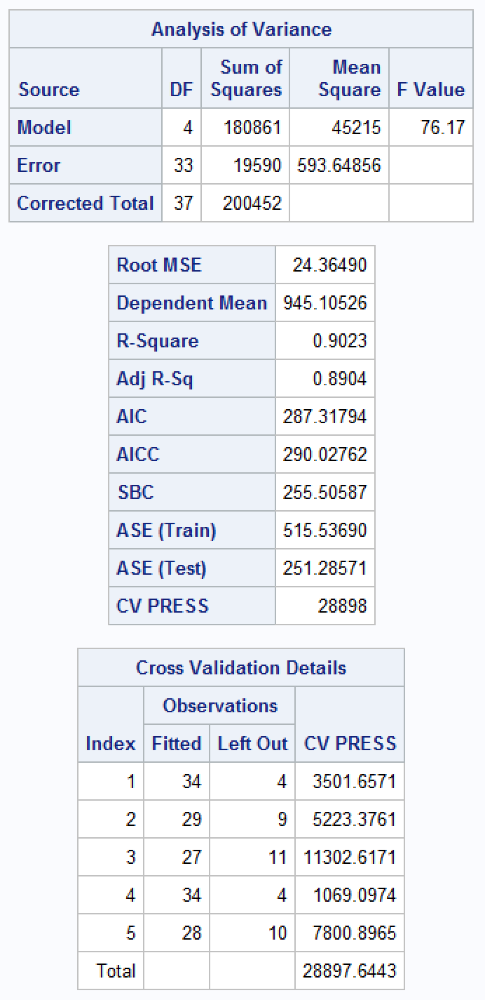 Analysis of Variance
Source DF Sum of Squares Mean Square F Value
Model 4 180861 45215 76.17
Error 33 19590 593.64856
Corrected Total 37 200452
Root MSE 24.36490
Dependent Mean 945.10526
R-Square 0.9023
Adj R-Sq 0.8904
AIC 287.31794
AICC 290.02762
SBC 255.50587
ASE (Train) 515.53690
ASE (Test) 251.28571
CV PRESS 28898
Cross Validation Details
Observations
Index Fitted Left Out CV PRESS
1 34 4 3501.6571
2 29 9 5223.3761
3 27 11 11302.6171
4 34 4 1069.0974
5 28 10 7800.8965
Total 28897.6443